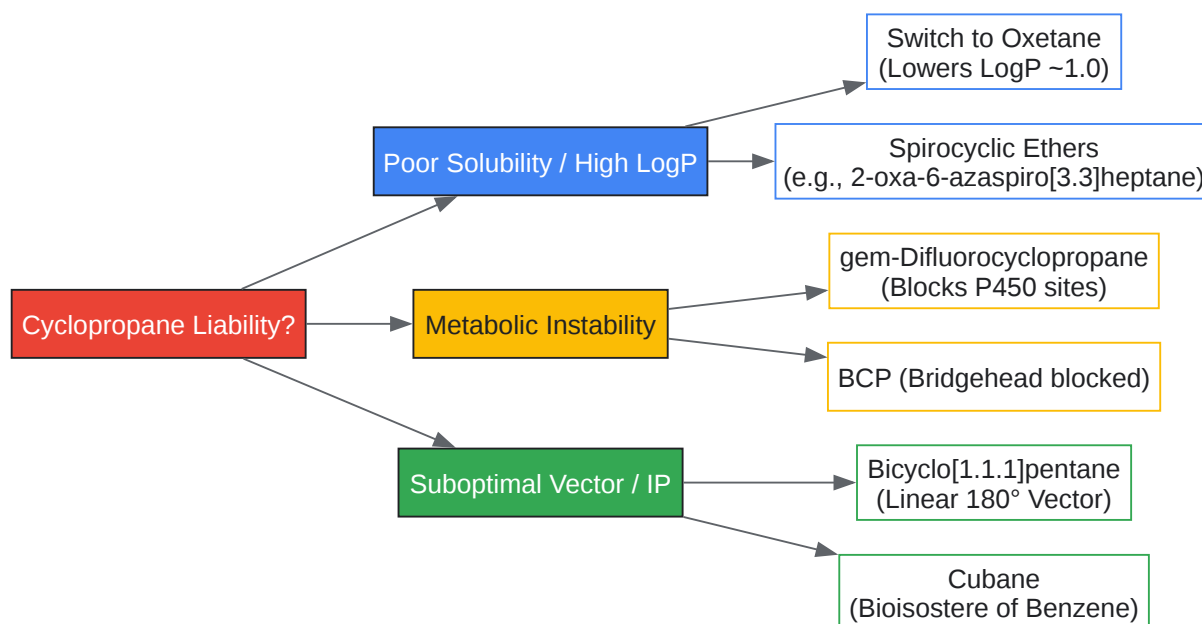 Switch to Oxetane
(Lowers LogP ~1.0)
Poor Solubility / High LogP
Spirocyclic Ethers
(e.g., 2-oxa-6-azaspiro[3.3]heptane)
gem-Difluorocyclopropane
(Blocks P450 sites)
Cyclopropane Liability?
Metabolic Instability
BCP (Bridgehead blocked)
Suboptimal Vector / IP
Bicyclo[1.1.1]pentane
(Linear 180° Vector)
Cubane
(Bioisostere of Benzene)